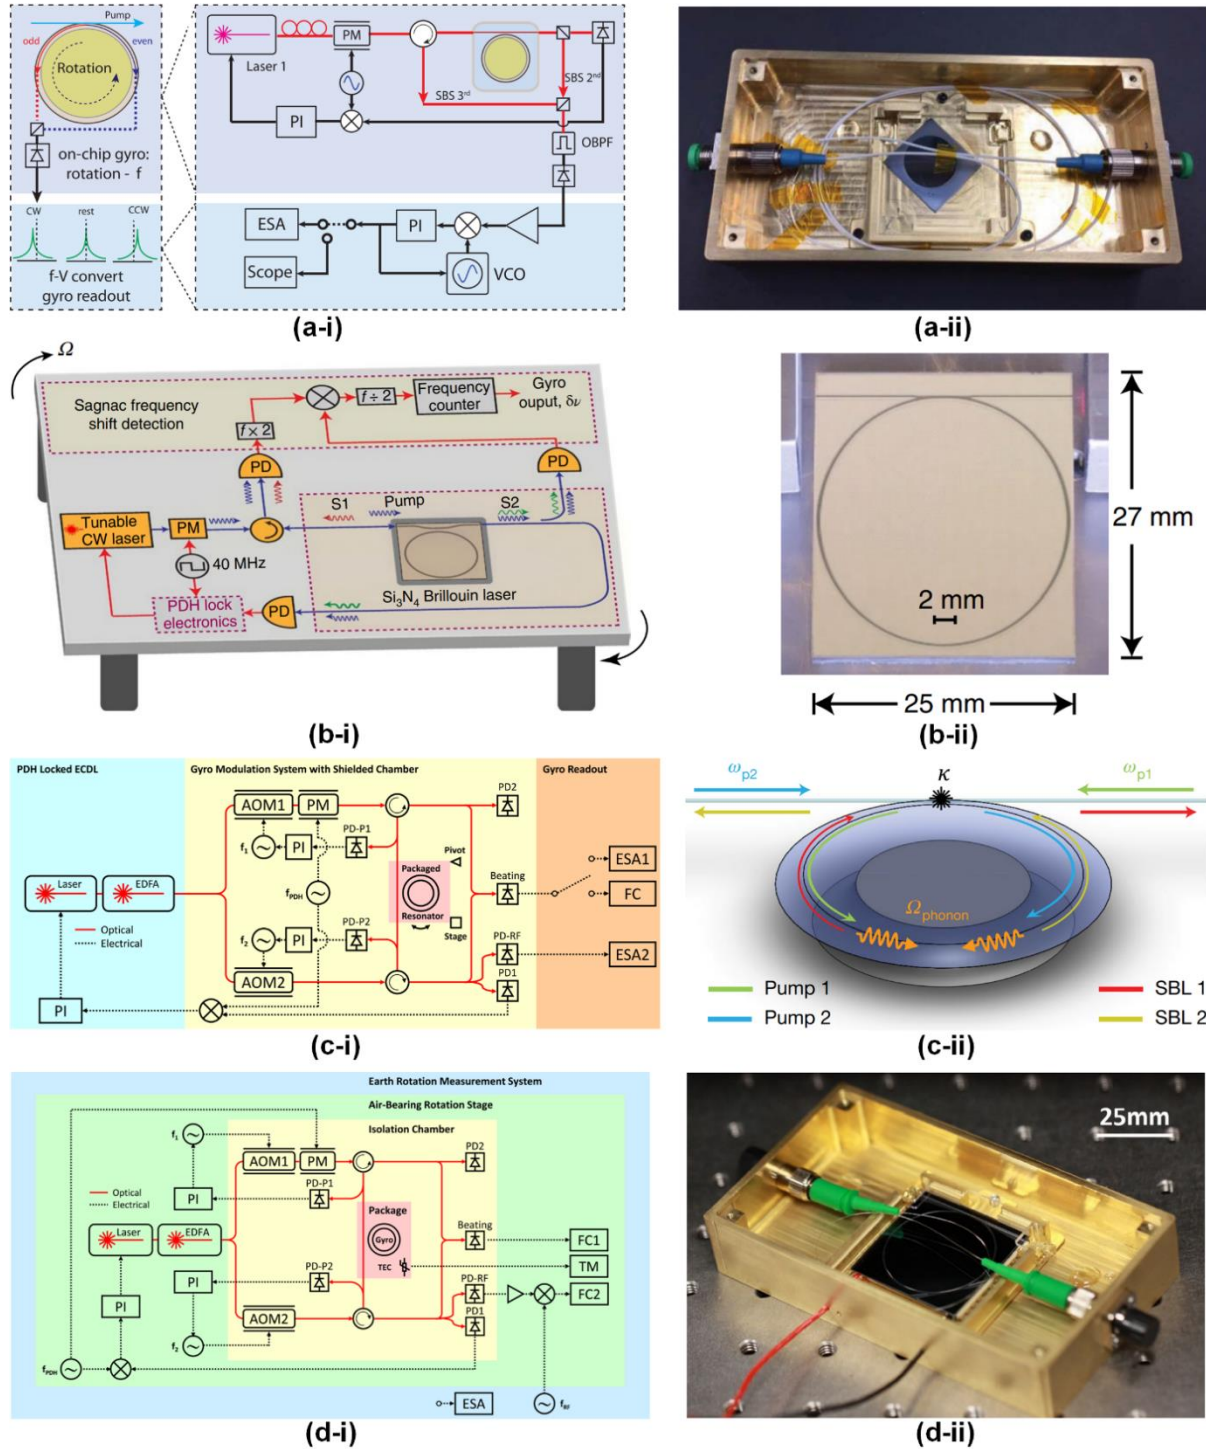 Pump
odd
even
Rotation
on-chip gyro:
rotation - f
CW
rest
CCW
f-V convert
gyro readout
Laser 1
PM
PI
SBS 3rd
SBS 2nd
OBPF
ESA
PI
Scope
VCO
(a-i)
(a-ii)
Ω
Sagnac frequency
shift detection
f ÷ 2
Frequency
counter
Gyro
ouput, δν
f × 2
PD
PD
S1
Pump
S2
Tunable
CW laser
PM
40 MHz
PDH lock
electronics
PD
Si3N4 Brillouin laser
(b-i)
2 mm
27 mm
25 mm
(b-ii)
PDH Locked ECDL
Gyro Modulation System with Shielded Chamber
Gyro Readout
AOM1
PM
PD2
f1
PI
PD-P1
Pivot
ESA1
Packaged
Beating
Laser
EDFA
fPDH
FC
Resonator
PD-P2
Stage
Optical
Electrical
f2
PI
PD-RF
ESA2
AOM2
PD1
PI
(c-i)
ωp2
κ
ωp1
Ωphonon
Pump 1
SBL 1
Pump 2
SBL 2
(c-ii)
Earth Rotation Measurement System
Air-Bearing Rotation Stage
Isolation Chamber
f1
AOM1
PM
PD2
Optical
Electrical
PI
PD-P1
Package
Laser
EDFA
Gyro
Beating
FC1
TEC
TM
PI
PD-P2
PD-RF
FC2
PI
AOM2
PD1
f2
fPDH
ESA
fRF
(d-i)
25mm
(d-ii)